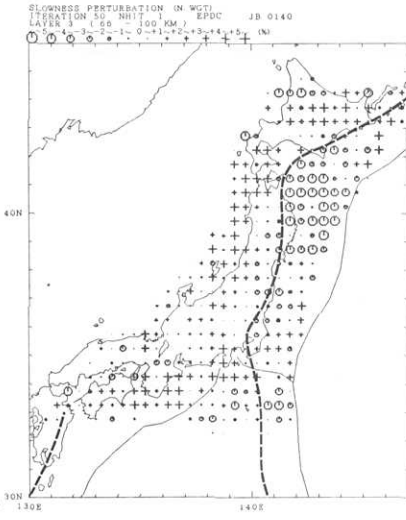 SLOWNESS PERTURBATION (N WGT)
ITERATION 50 NHIT 1 EPDC JB 0140
LAYER 3 ( 66 - 100 KM )
-5 -4 -3 -2 -1 0 +1 +2 +3 +4 +5 (%)
40N
30N
130E
140E